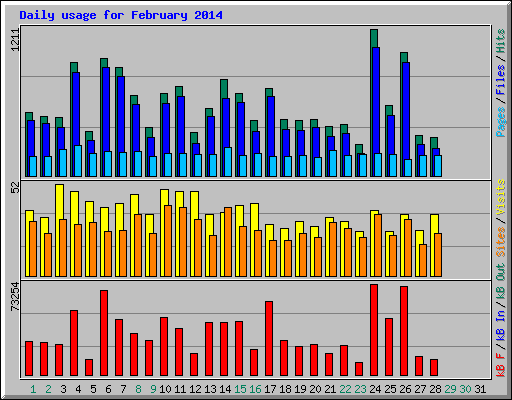 Daily usage for February 2014
1211
Pages / Files / Hits
52
Sites / Visits
73254
kB F / kB In / kB Out
1 2 3 4 5 6 7 8 9 10 11 12 13 14 15 16 17 18 19 20 21 22 23 24 25 26 27 28 29 30 31